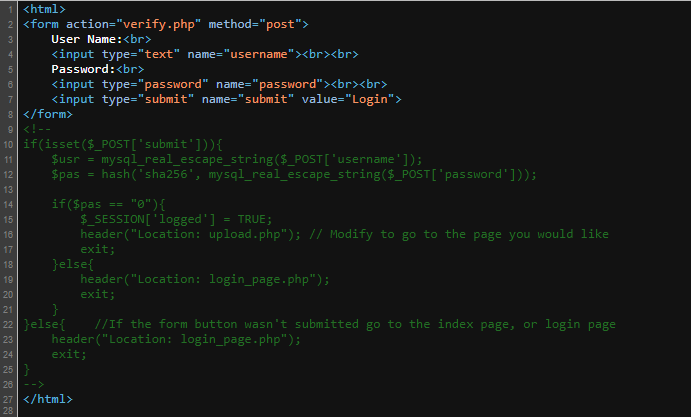 1 <html>
2 <form action="verify.php" method="post">
3     User Name:<br>
4     <input type="text" name="username"><br><br>
5     Password:<br>
6     <input type="password" name="password"><br><br>
7     <input type="submit" name="submit" value="Login">
8 </form>
9 <!--
10 if(isset($_POST['submit'])){
11     $usr = mysql_real_escape_string($_POST['username']);
12     $pas = hash('sha256', mysql_real_escape_string($_POST['password']));
13
14     if($pas == "0"){
15         $_SESSION['logged'] = TRUE;
16         header("Location: upload.php"); // Modify to go to the page you would like
17         exit;
18     }else{
19         header("Location: login_page.php");
20         exit;
21     }
22 }else{    //If the form button wasn't submitted go to the index page, or login page
23     header("Location: login_page.php");
24     exit;
25 }
26 -->
27 </html>
28